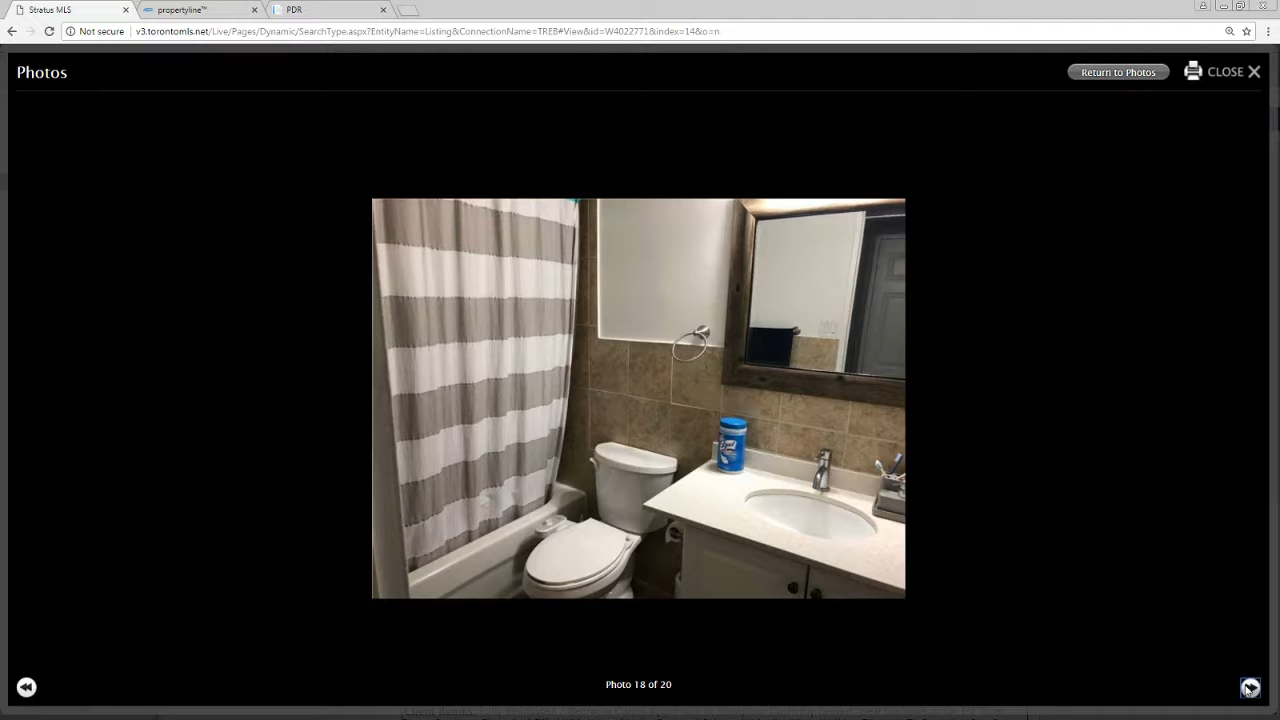 Stratus MLS
propertyline™
PDR
Not secure
v3.torontomls.net/Live/Pages/Dynamic/SearchType.aspx?EntityName=Listing&ConnectionName=TREB#View&id=W4022771&index=14&o=n
Photos
Return to Photos
CLOSE
Lysol
Photo 18 of 20